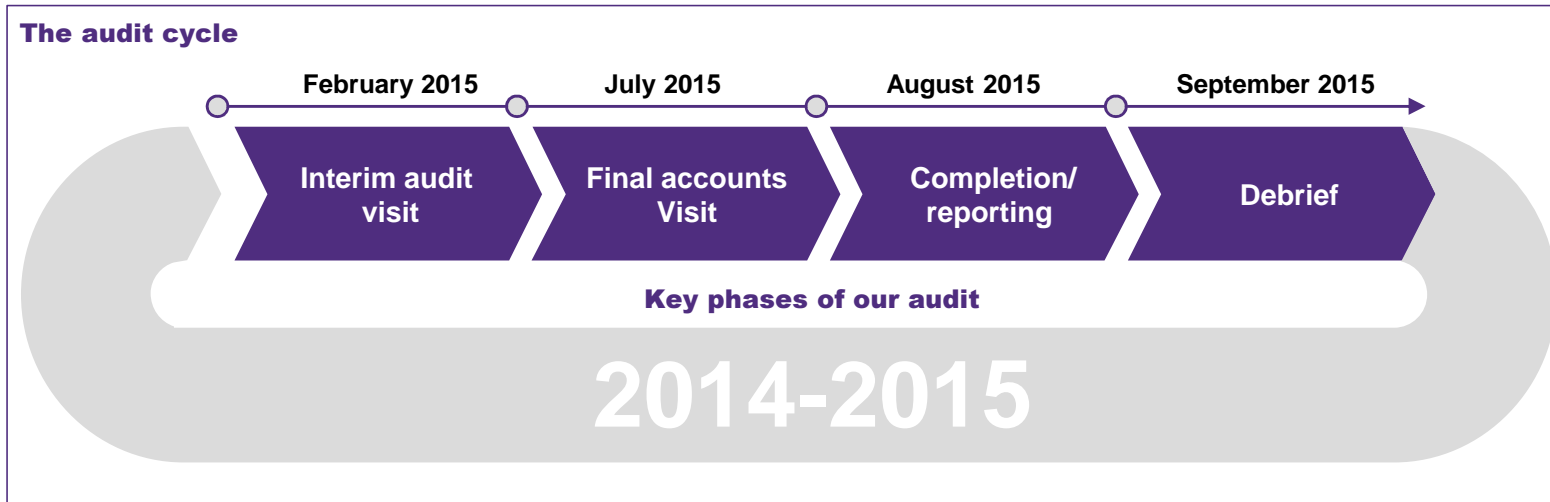 The audit cycle
February 2015
July 2015
August 2015
September 2015
Interim audit
visit
Final accounts
Visit
Completion/
reporting
Debrief
Key phases of our audit
2014-2015